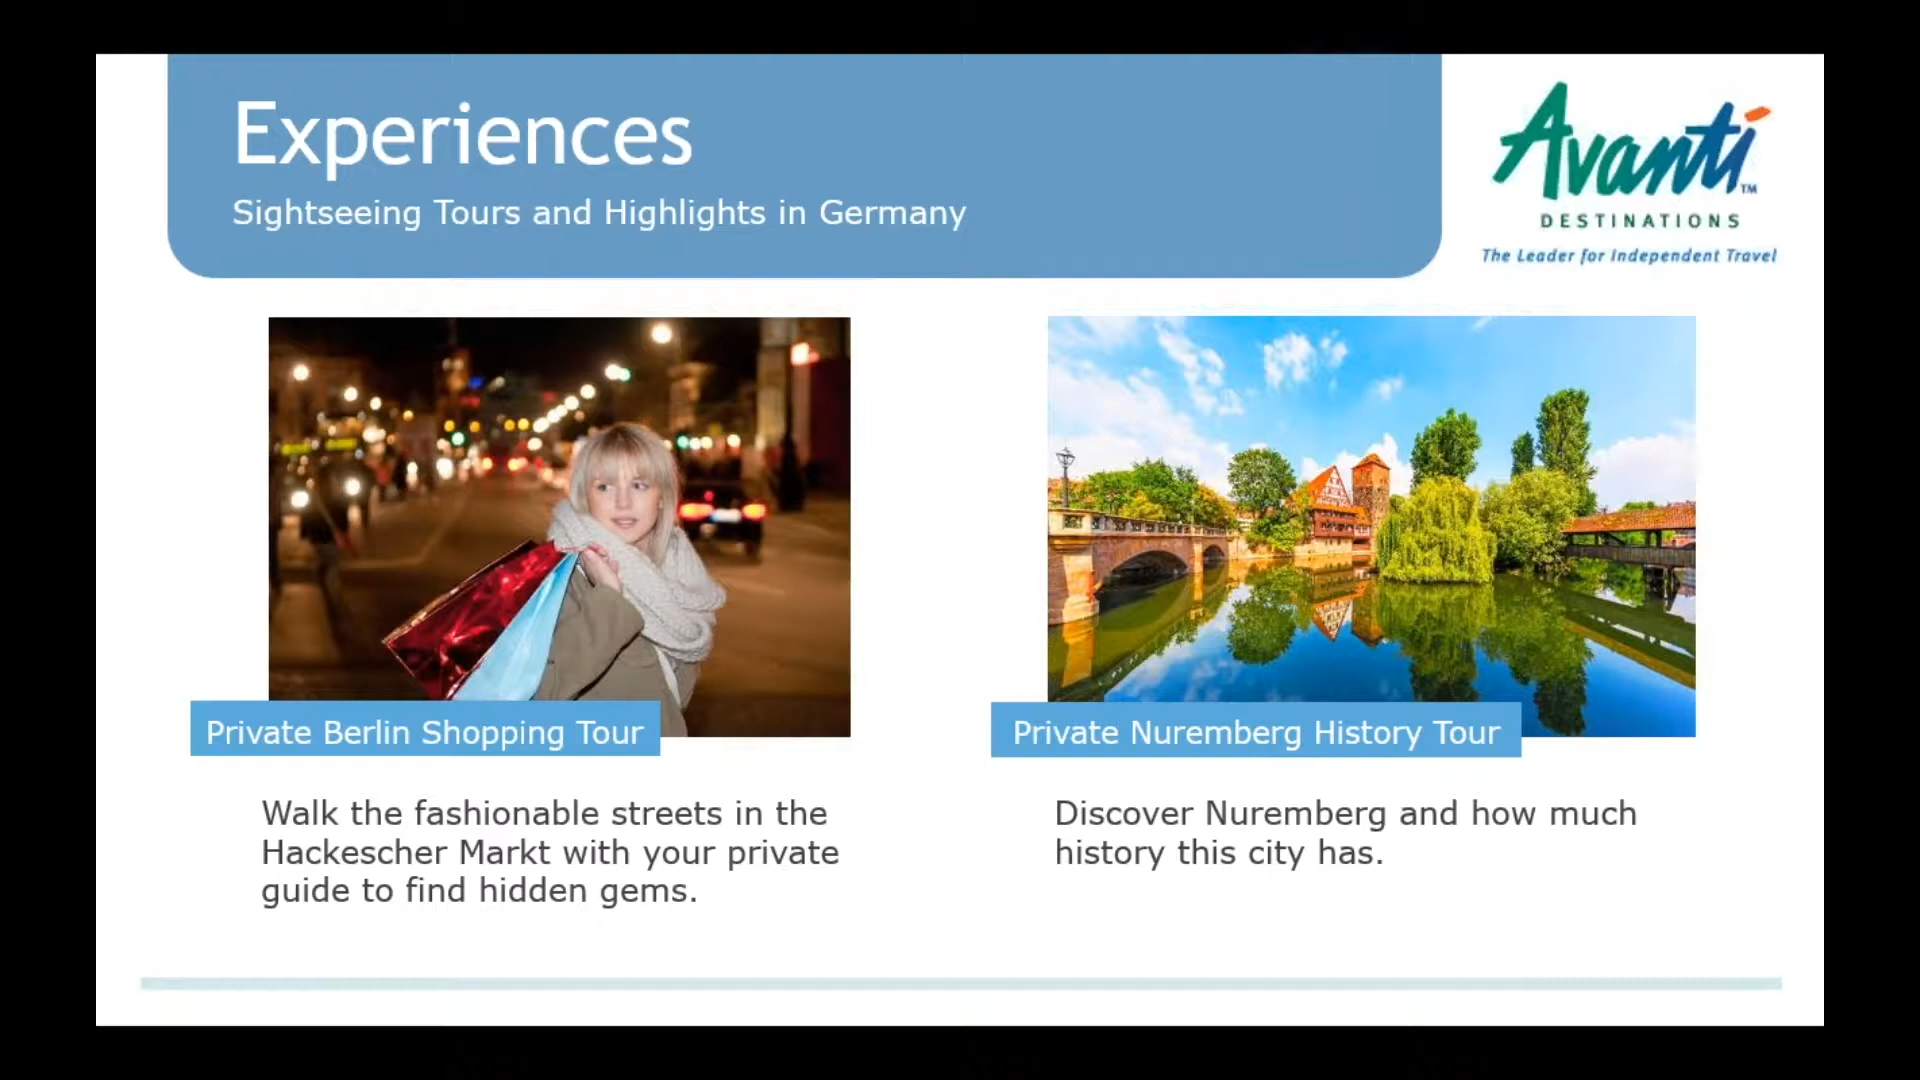 Experiences
Sightseeing Tours and Highlights in Germany
Avanti™
DESTINATIONS
The Leader for Independent Travel
Private Berlin Shopping Tour
Walk the fashionable streets in the
Hackescher Markt with your private
guide to find hidden gems.
Private Nuremberg History Tour
Discover Nuremberg and how much
history this city has.